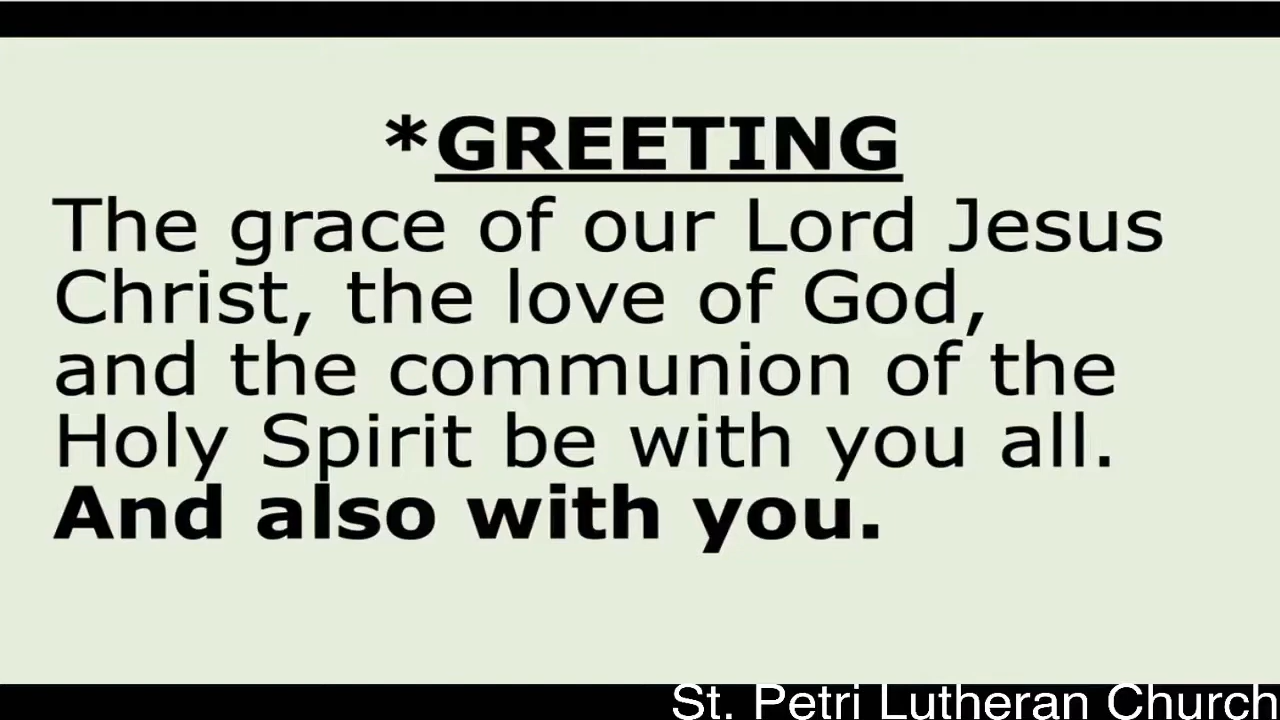 *GREETING
The grace of our Lord Jesus
Christ, the love of God,
and the communion of the
Holy Spirit be with you all.
And also with you.
St. Petri Lutheran Church